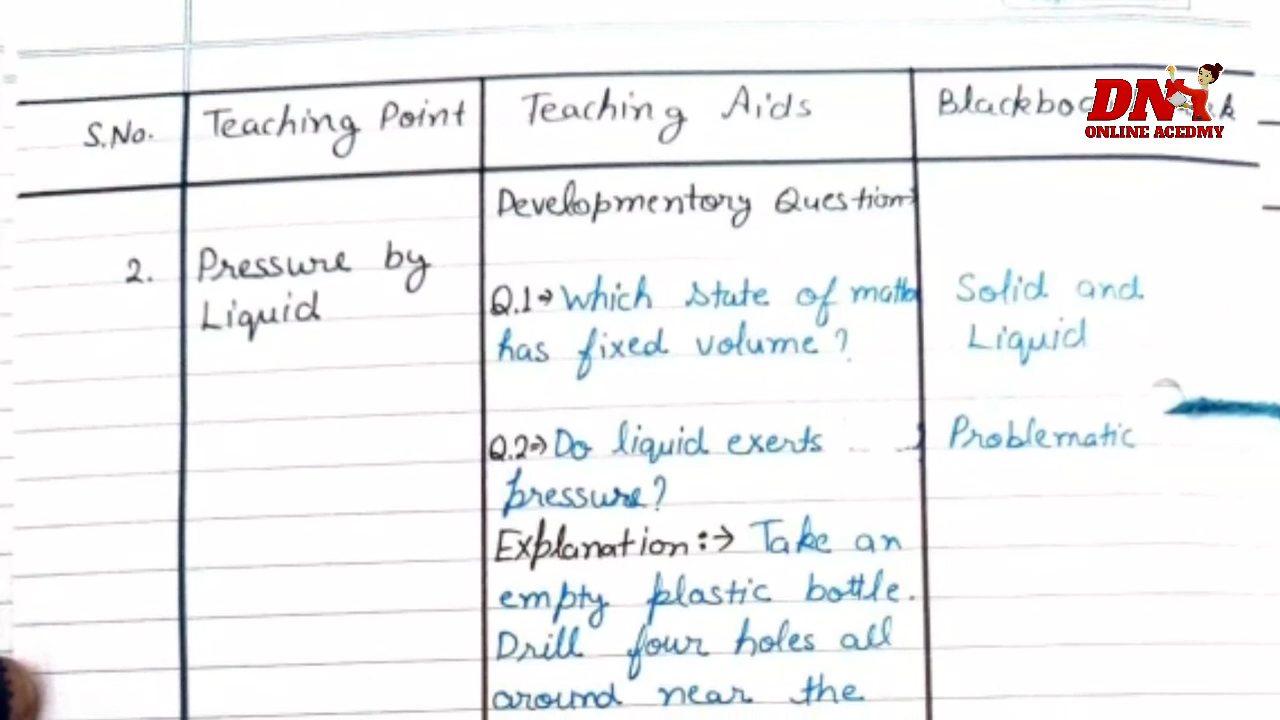 S.No. Teaching Point Teaching Aids
DN
ONLINE ACEDMY
Developmentory Question
2. Pressure by
Liquid
Q.1→ Which state of matte
has fixed volume?
Solid and
Liquid
Q.2→ Do liquid exerts
pressure?
Problematic
Explanation:→ Take an
empty plastic bottle.
Drill four holes all
around near the